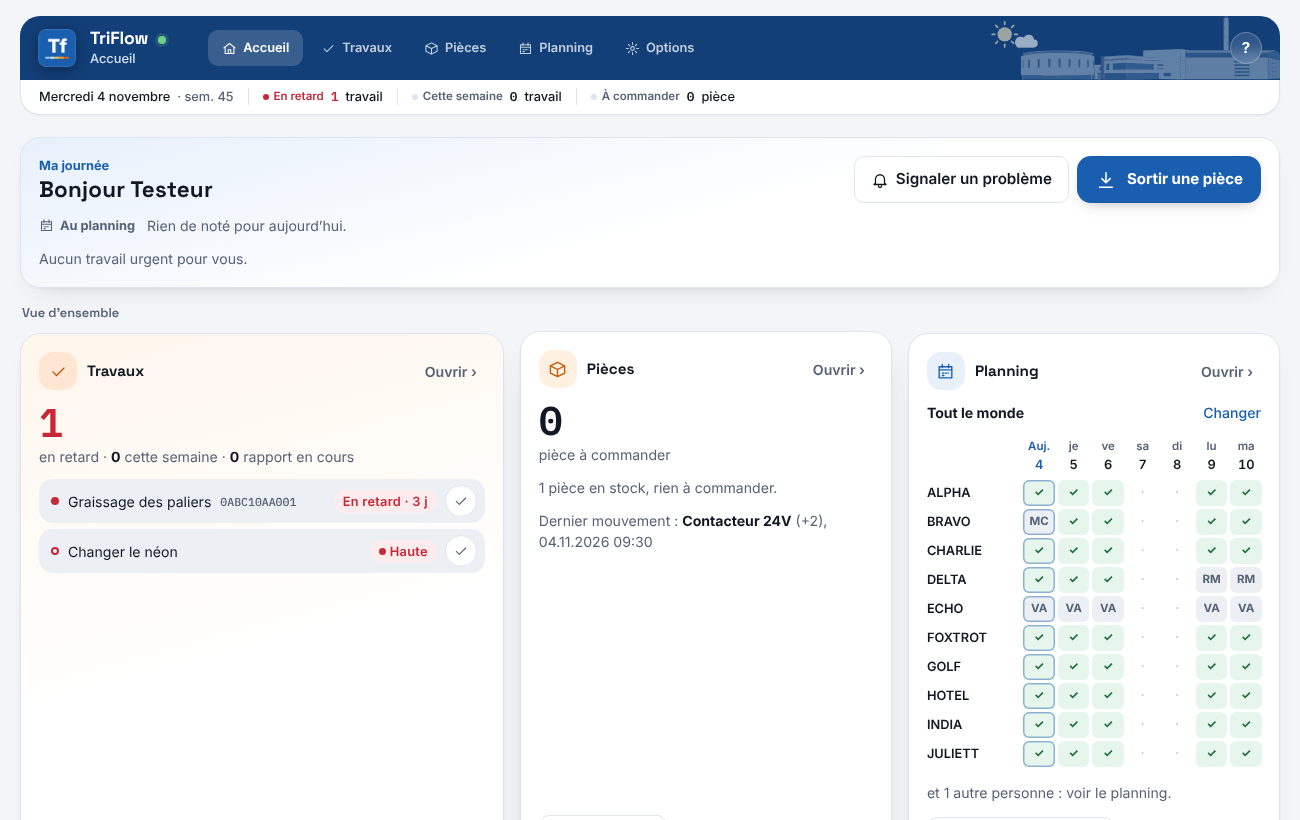 Tf TriFlow
Accueil
Accueil Travaux Pièces Planning Options ?
Mercredi 4 novembre · sem. 45 En retard 1 travail Cette semaine 0 travail À commander 0 pièce
Ma journée
Bonjour Testeur
Signaler un problème Sortir une pièce
Au planning Rien de noté pour aujourd’hui.
Aucun travail urgent pour vous.
Vue d’ensemble
Travaux Ouvrir ›
1
en retard · 0 cette semaine · 0 rapport en cours
Graissage des paliers 0ABC10AA001 En retard · 3 j
Changer le néon Haute
Pièces Ouvrir ›
0
pièce à commander
1 pièce en stock, rien à commander.
Dernier mouvement : Contacteur 24V (+2),
04.11.2026 09:30
Planning Ouvrir ›
Tout le monde Changer
Auj. je ve sa di lu ma
4 5 6 7 8 9 10
ALPHA ✓ ✓ ✓ · · ✓ ✓
BRAVO MC ✓ ✓ · · ✓ ✓
CHARLIE ✓ ✓ ✓ · · ✓ ✓
DELTA ✓ ✓ ✓ · · RM RM
ECHO VA VA VA · · VA VA
FOXTROT ✓ ✓ ✓ · · ✓ ✓
GOLF ✓ ✓ ✓ · · ✓ ✓
HOTEL ✓ ✓ ✓ · · ✓ ✓
INDIA ✓ ✓ ✓ · · ✓ ✓
JULIETT ✓ ✓ ✓ · · ✓ ✓
et 1 autre personne : voir le planning.